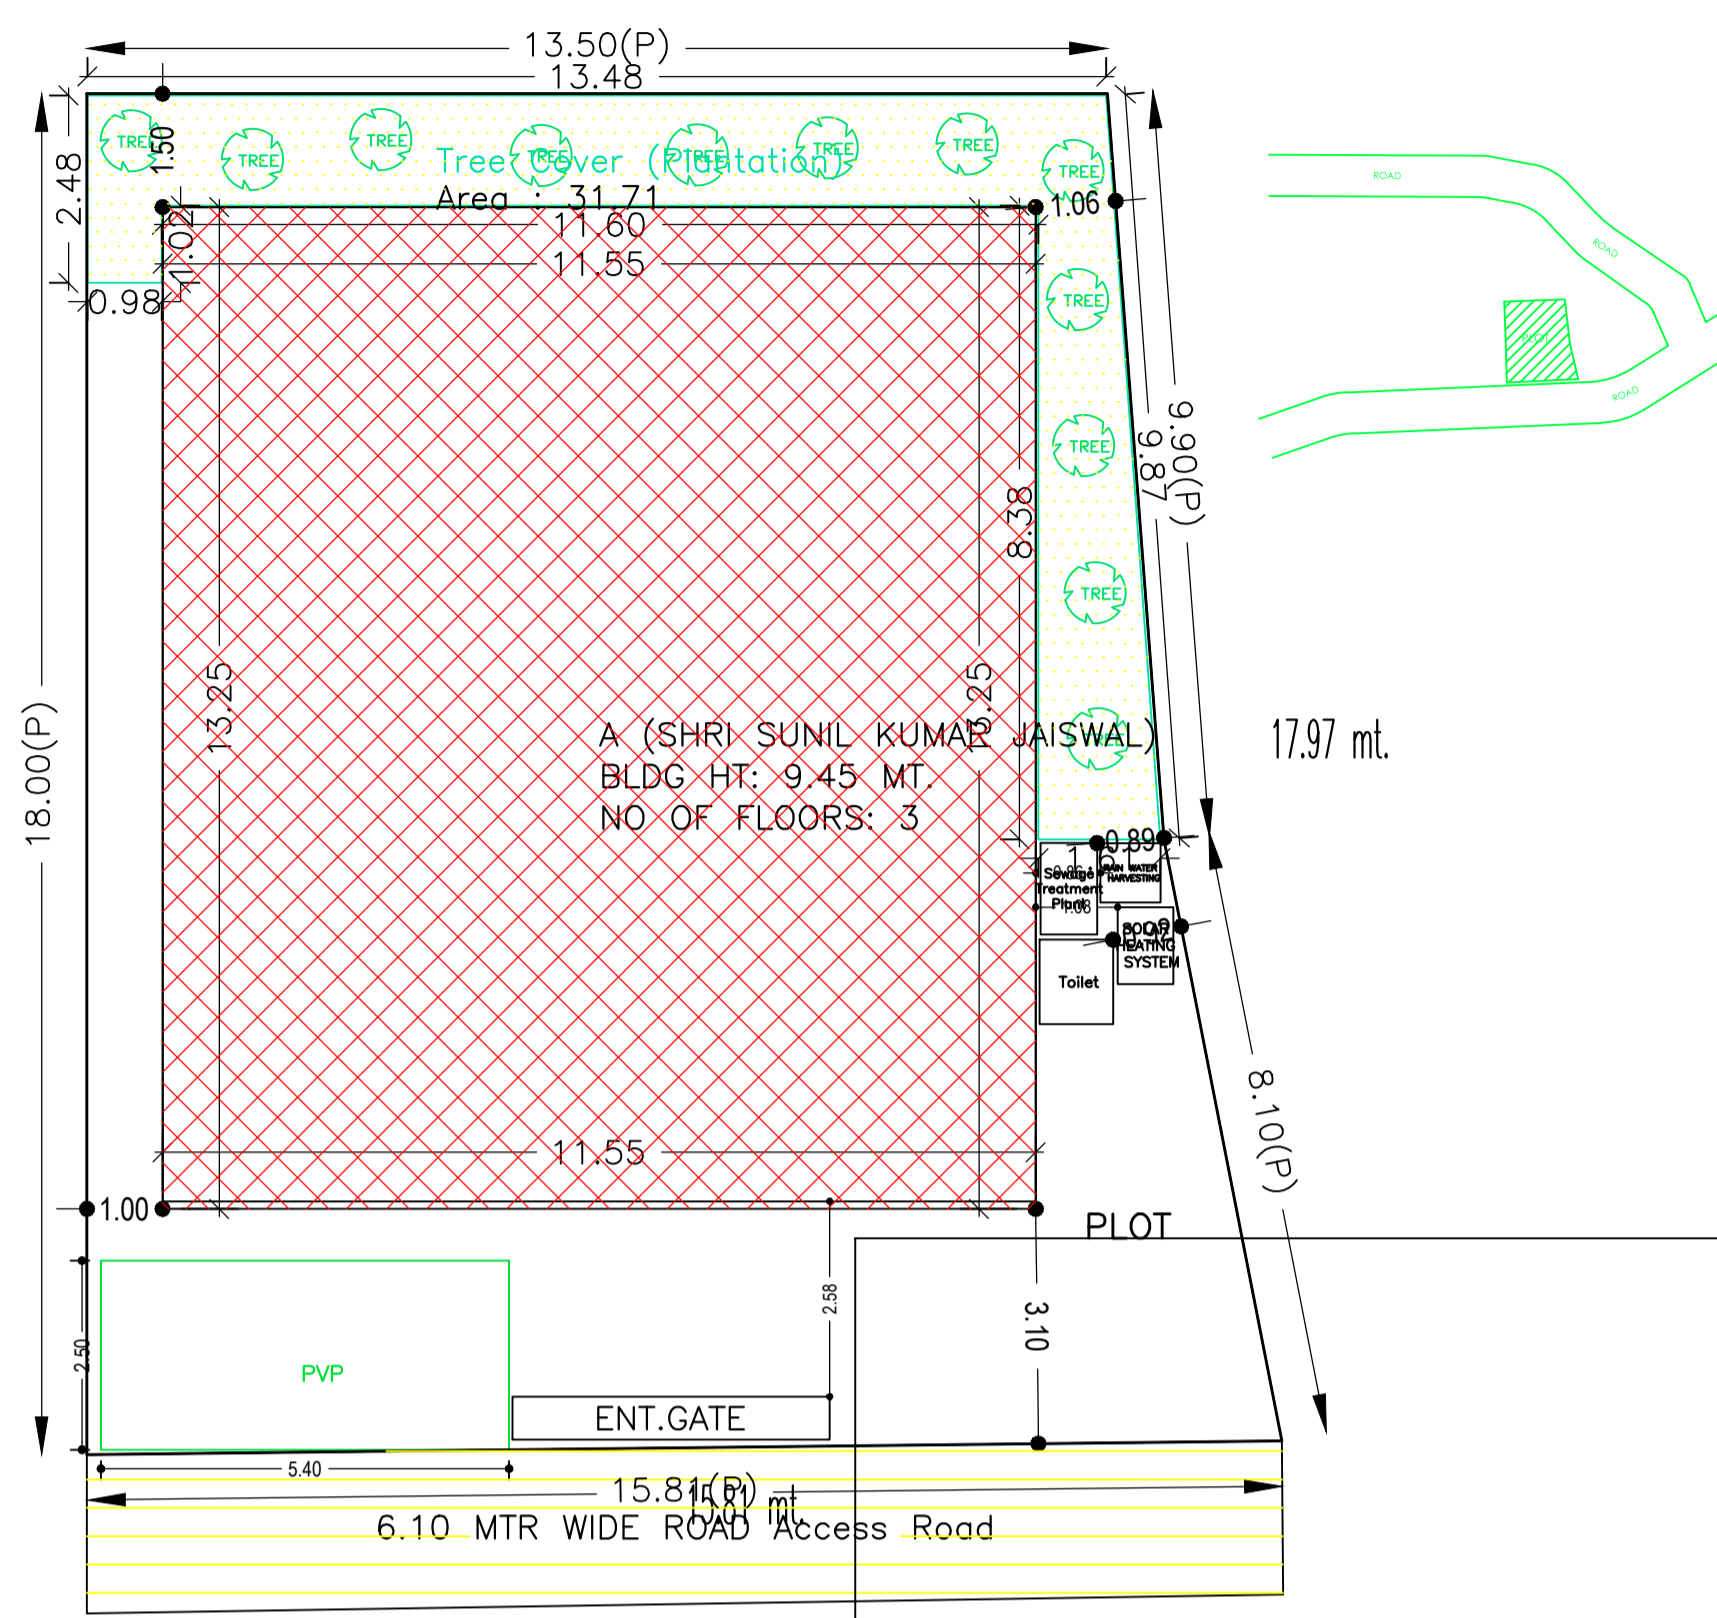 13.50(P)
13.48
TREE
TREE
TREE
TREE
TREE
TREE
TREE
TREE
1.50
2.48
Tree Cover (Plantation)
Area : 31.71
1.06
11.60
1.02
11.55
0.98
ROAD
ROAD
PLOT
ROAD
TREE
TREE
TREE
TREE
9.90(P)
9.87
8.38
13.25
13.25
18.00(P)
A (SHRI SUNIL KUMAR JAISWAL)
BLDG HT: 9.45 MT.
NO OF FLOORS: 3
17.97 mt.
0.89
Sewage
Treatment
Plant
RAIN WATER
HARVESTING
1.08
SOLAR
HEATING
SYSTEM
Toilet
8.10(P)
11.55
1.00
PLOT
2.58
3.10
2.50
PVP
ENT.GATE
5.40
15.81(P)
15.81 mt.
6.10 MTR WIDE ROAD Access Road